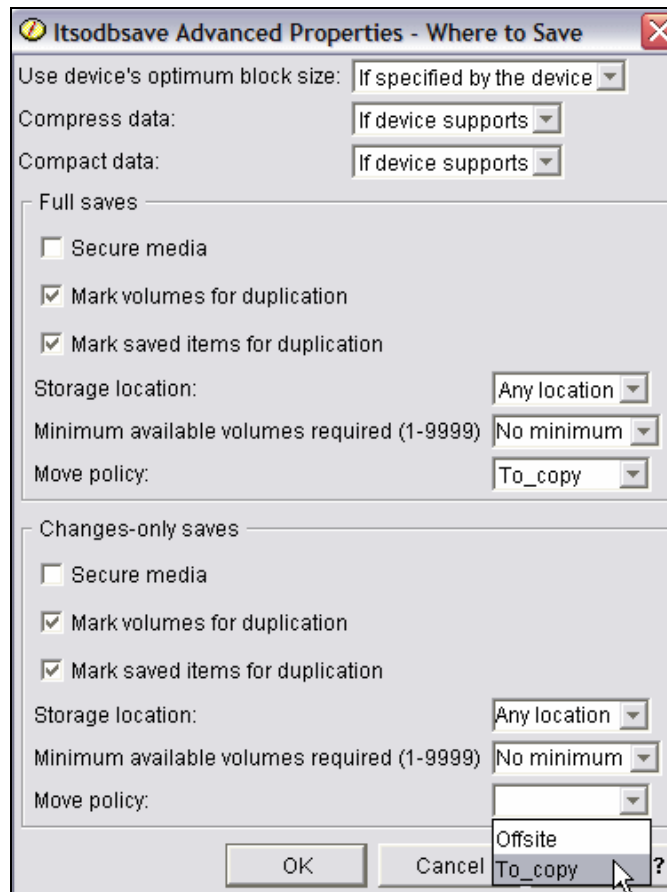 Itsodbsave Advanced Properties - Where to Save
Use device's optimum block size: If specified by the device
Compress data: If device supports
Compact data: If device supports
Full saves
Secure media
Mark volumes for duplication
Mark saved items for duplication
Storage location: Any location
Minimum available volumes required (1-9999) No minimum
Move policy: To_copy
Changes-only saves
Secure media
Mark volumes for duplication
Mark saved items for duplication
Storage location: Any location
Minimum available volumes required (1-9999) No minimum
Move policy:
Offsite
OK Cancel To_copy ?